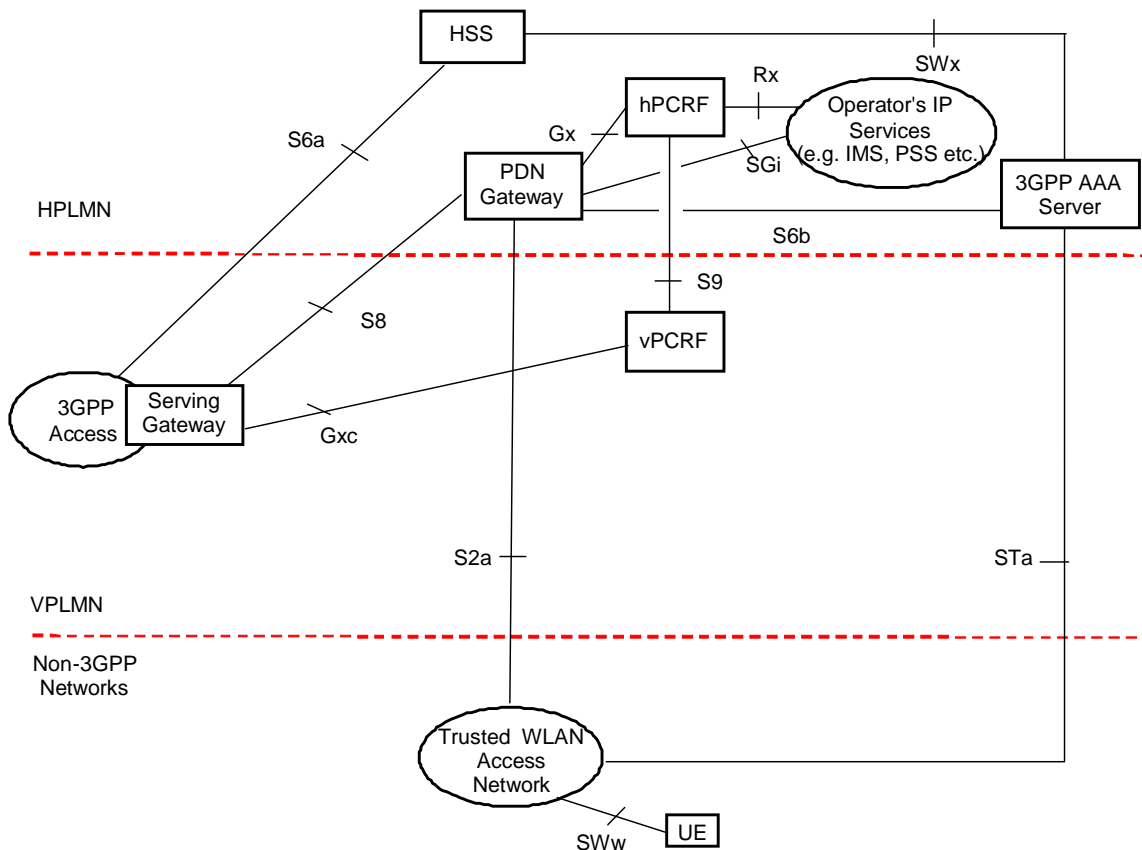 HSS
SWx
Rx
hPCRF
Operator's IP
Services
(e.g. IMS, PSS etc.)
S6a
Gx
SGi
PDN
Gateway
3GPP AAA
Server
HPLMN
S6b
S9
S8
vPCRF
3GPP
Access
Serving
Gateway
Gxc
S2a
STa
VPLMN
Non-3GPP
Networks
Trusted WLAN
Access
Network
SWw
UE